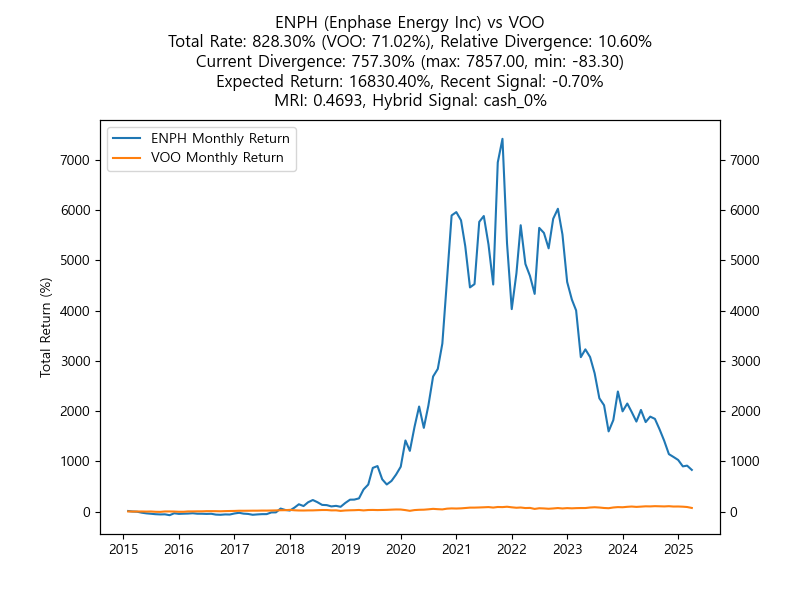 ENPH (Enphase Energy Inc) vs VOO
Total Rate: 828.30% (VOO: 71.02%), Relative Divergence: 10.60%
Current Divergence: 757.30% (max: 7857.00, min: -83.30)
Expected Return: 16830.40%, Recent Signal: -0.70%
MRI: 0.4693, Hybrid Signal: cash_0%
ENPH Monthly Return
VOO Monthly Return
Total Return (%)
7000
6000
5000
4000
3000
2000
1000
0
7000
6000
5000
4000
3000
2000
1000
0
2015 2016 2017 2018 2019 2020 2021 2022 2023 2024 2025